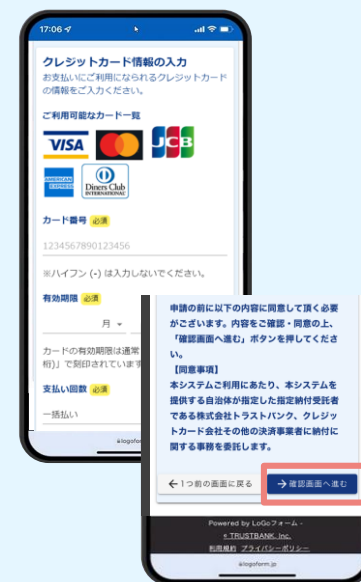 17:06
クレジットカード情報の入力
お支払いにご利用になられるクレジットカード
の情報をご入力ください。
ご利用可能なカード一覧
VISA
JCB
AMERICAN
EXPRESS
Diners Club
INTERNATIONAL
カード番号 必須
1234567890123456
※ハイフン (-) は入力しないでください。
有効期限 必須
月
カードの有効期限は通常
桁)」で刻印されています
支払い回数 必須
一括払い
申請の前に以下の内容に同意して頂く必要
がございます。内容をご確認・同意の上、
「確認画面へ進む」ボタンを押してくださ
い。
【同意事項】
本システムご利用にあたり、本システムを
提供する自治体が指定した指定納付受託者
である株式会社トラストバンク、クレジッ
トカード会社その他の決済事業者に納付に
関する事務を委託します。
←1つ前の画面に戻る
→確認画面へ進む
Powered by LoGoフォーム -
© TRUSTBANK, Inc.
利用規約 プライバシーポリシー
logoform.jp